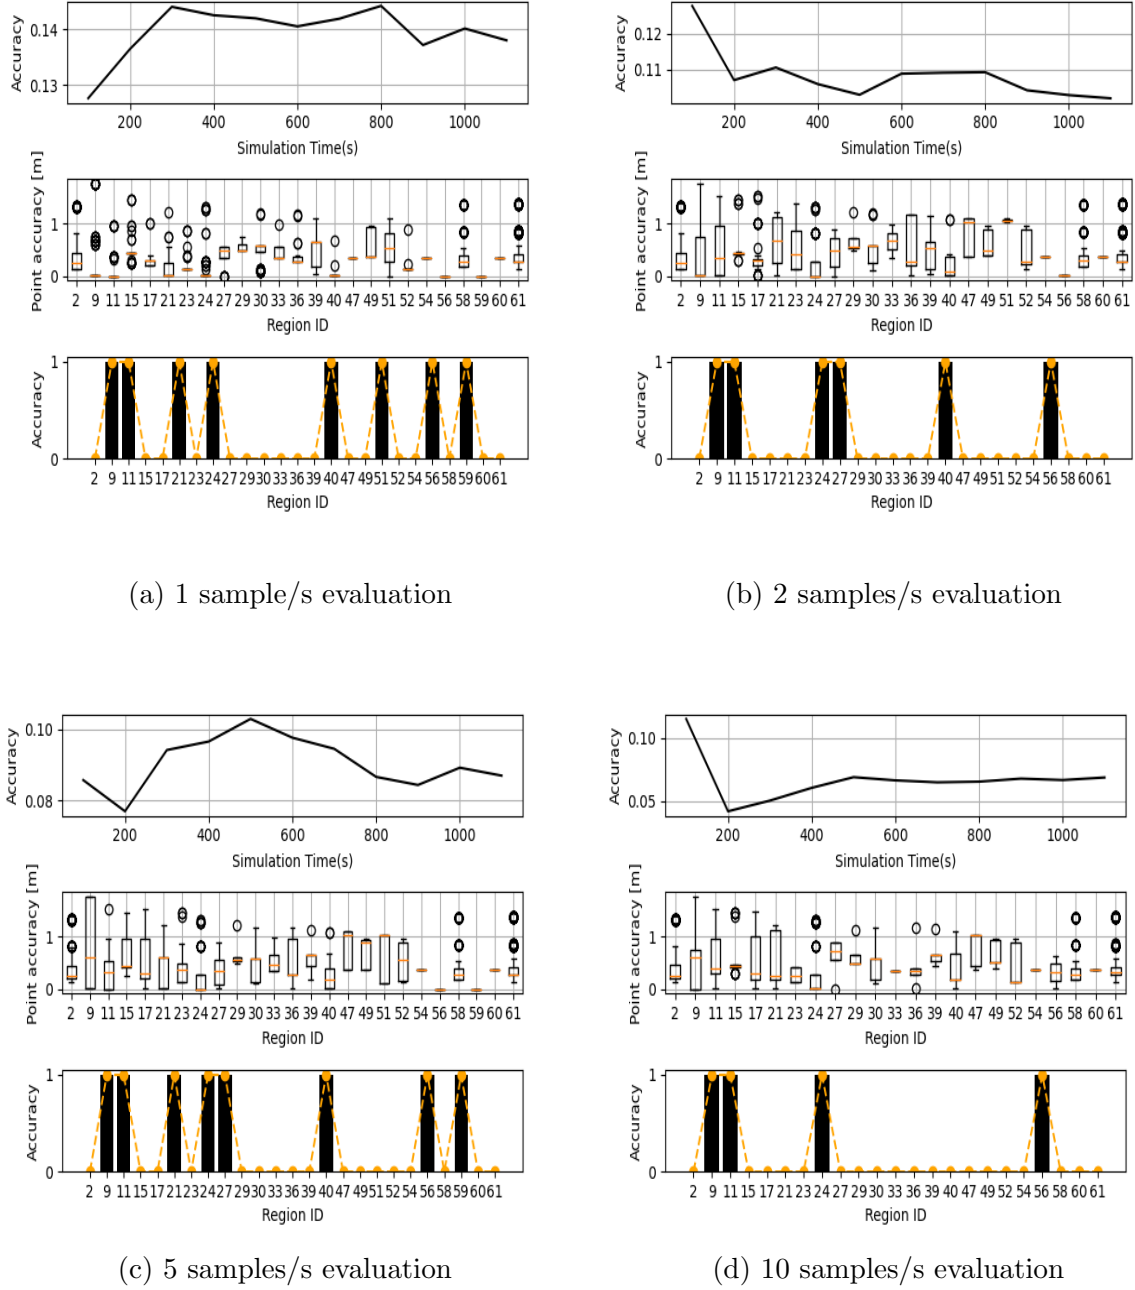 Accuracy
0.14
0.13
200 400 600 800 1000
Simulation Time(s)
Point accuracy [m]
1
0
2 9 11 15 17 21 23 24 27 29 30 33 36 39 40 47 49 51 52 54 56 58 59 60 61
Region ID
Accuracy
1
0
2 9 11 15 17 21 23 24 27 29 30 33 36 39 40 47 49 51 52 54 56 58 59 60 61
Region ID
(a) 1 sample/s evaluation
Accuracy
0.12
0.11
200 400 600 800 1000
Simulation Time(s)
Point accuracy [m]
1
0
2 9 11 15 17 21 23 24 27 29 30 33 36 39 40 47 49 51 52 54 56 58 60 61
Region ID
Accuracy
1
0
2 9 11 15 17 21 23 24 27 29 30 33 36 39 40 47 49 51 52 54 56 58 60 61
Region ID
(b) 2 samples/s evaluation
Accuracy
0.10
0.08
200 400 600 800 1000
Simulation Time(s)
Point accuracy [m]
1
0
2 9 11 15 17 21 23 24 27 29 30 33 36 39 40 47 49 51 52 54 56 58 59 60 61
Region ID
Accuracy
1
0
2 9 11 15 17 21 23 24 27 29 30 33 36 39 40 47 49 51 52 54 56 58 59 60 61
Region ID
(c) 5 samples/s evaluation
Accuracy
0.10
0.05
200 400 600 800 1000
Simulation Time(s)
Point accuracy [m]
1
0
2 9 11 15 17 21 23 24 27 29 30 33 36 39 40 47 49 52 54 56 58 60 61
Region ID
Accuracy
1
0
2 9 11 15 17 21 23 24 27 29 30 33 36 39 40 47 49 52 54 56 58 60 61
Region ID
(d) 10 samples/s evaluation